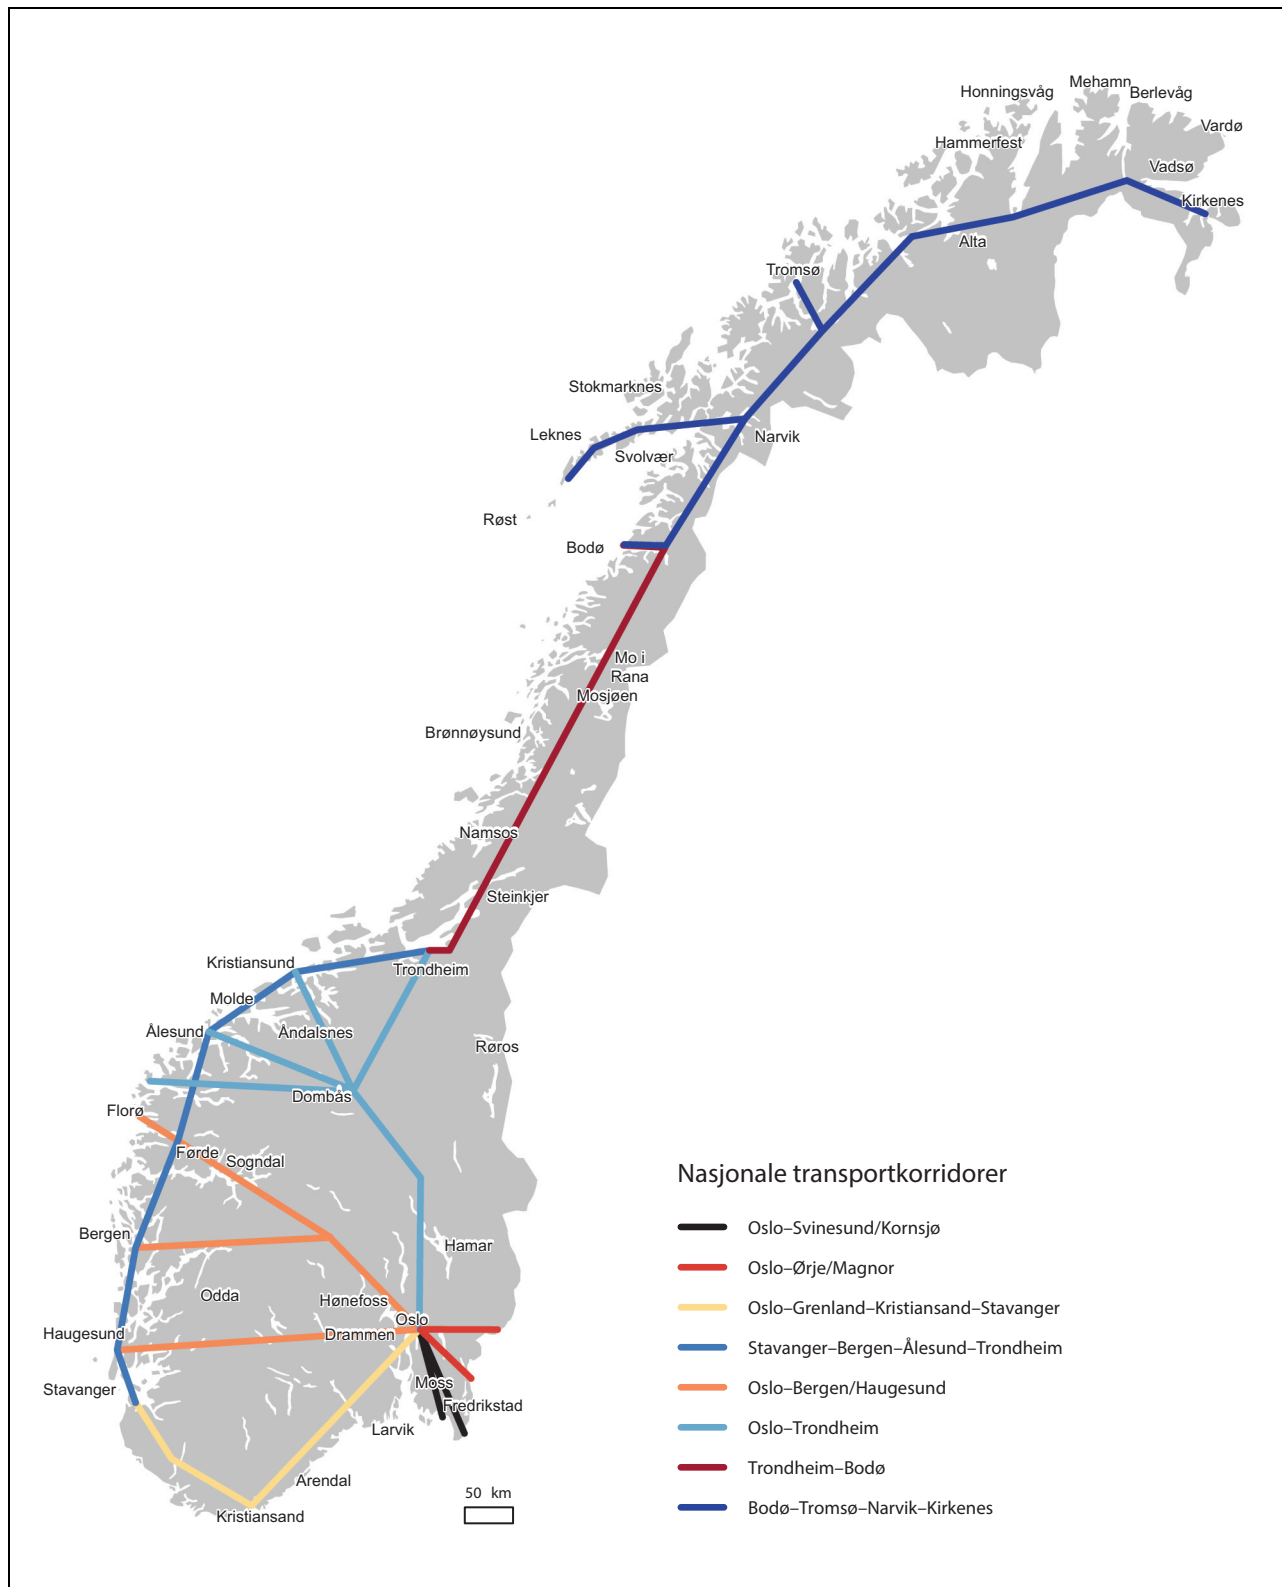 Mehamn
Honningsvåg
Berlevåg
Vardø
Hammerfest
Vadsø
Kirkenes
Alta
Tromsø
Stokmarknes
Leknes
Narvik
Svolvær
Røst
Bodø
Mo i
Rana
Mosjøen
Brønnøysund
Namsos
Steinkjer
Kristiansund
Trondheim
Molde
Ålesund
Åndalsnes
Røros
Dombås
Florø
Førde
Sogndal
Bergen
Hamar
Odda
Hønefoss
Oslo
Haugesund
Drammen
Stavanger
Moss
Fredrikstad
Larvik
Arendal
Kristiansand
50 km
Nasjonale transportkorridorer
Oslo–Svinesund/Kornsjø
Oslo–Ørje/Magnor
Oslo–Grenland–Kristiansand–Stavanger
Stavanger–Bergen–Ålesund–Trondheim
Oslo–Bergen/Haugesund
Oslo–Trondheim
Trondheim–Bodø
Bodø–Tromsø–Narvik–Kirkenes